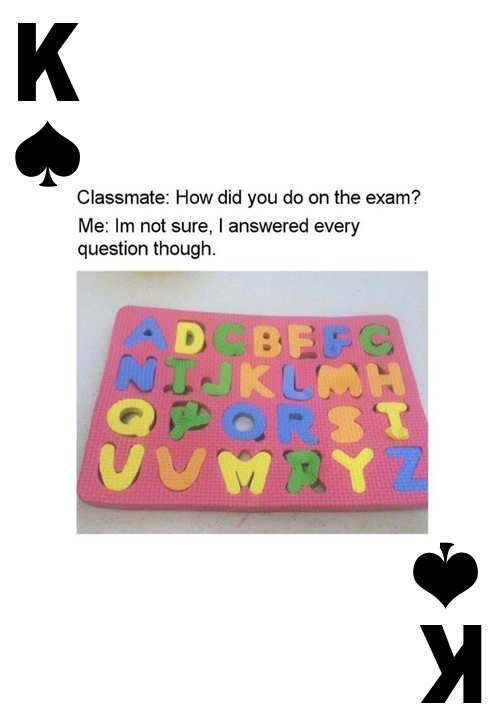 K
Classmate: How did you do on the exam?
Me: Im not sure, I answered every
question though.
A D C B F F C
N T J K L M H
Q O R S I
U V M R Y Z
K